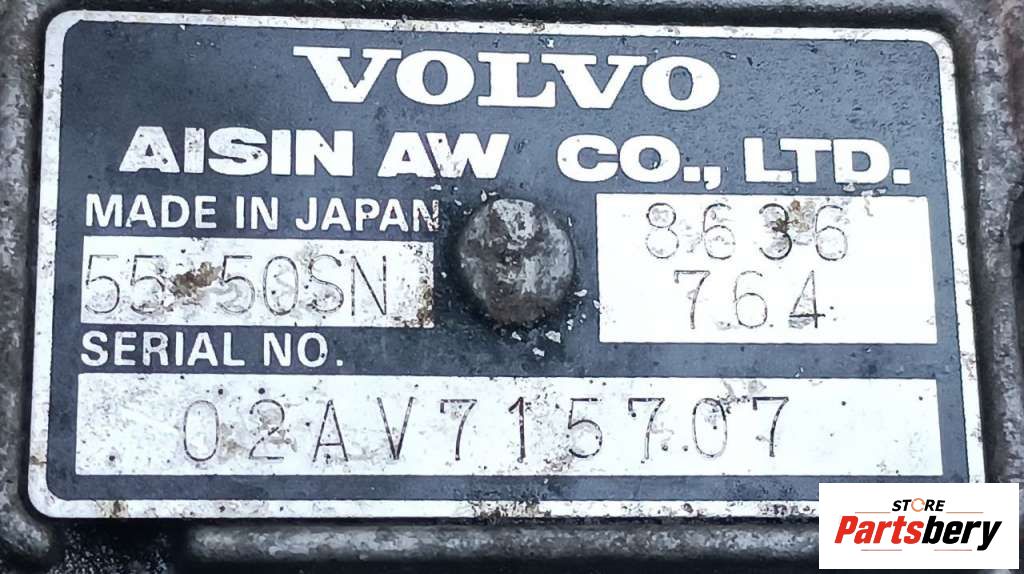 VOLVO
AISIN AW CO., LTD.
MADE IN JAPAN
55-50SN
8636
764
SERIAL NO.
02AV715707
STORE
Partsbery